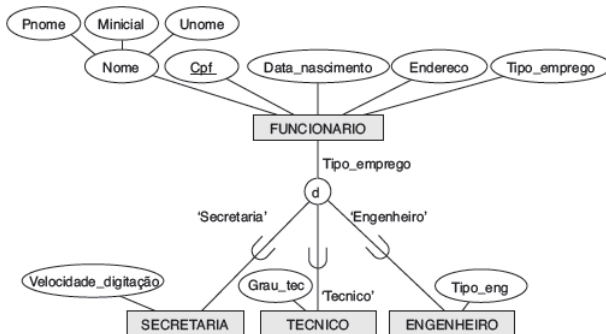 Pnome Minicial Unome
Nome Cpf Data_nascimento Endereco Tipo_emprego
FUNCIONARIO
Tipo_emprego
d
'Secretaria' 'Engenheiro'
Velocidade_digitação Grau_tec Tipo_eng
'Tecnico'
SECRETARIA TECNICO ENGENHEIRO